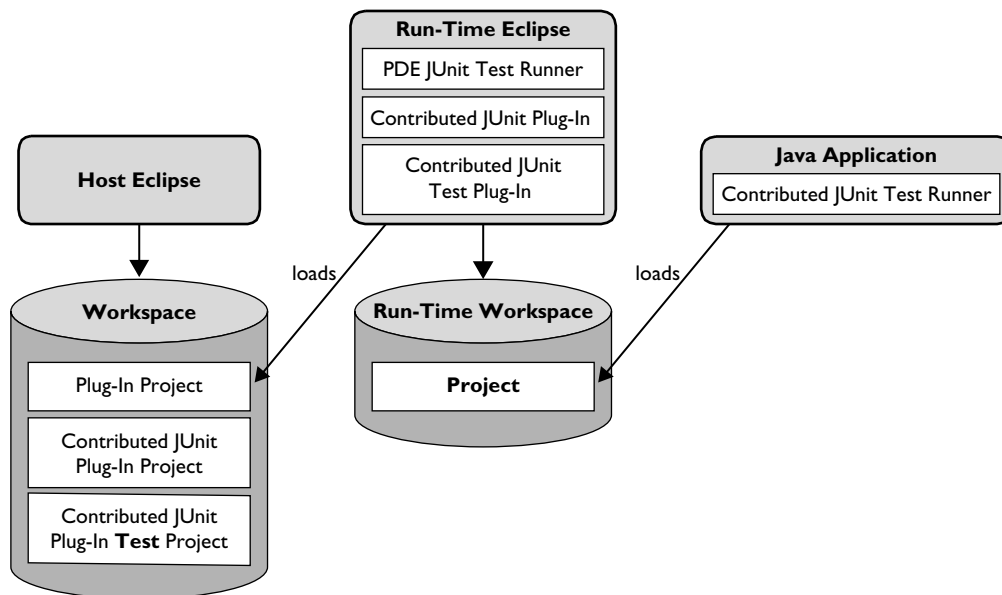 Run-Time Eclipse
PDE JUnit Test Runner
Contributed JUnit Plug-In
Contributed JUnit
Test Plug-In
Host Eclipse
Java Application
Contributed JUnit Test Runner
loads
loads
Workspace
Plug-In Project
Contributed JUnit
Plug-In Project
Contributed JUnit
Plug-In Test Project
Run-Time Workspace
Project